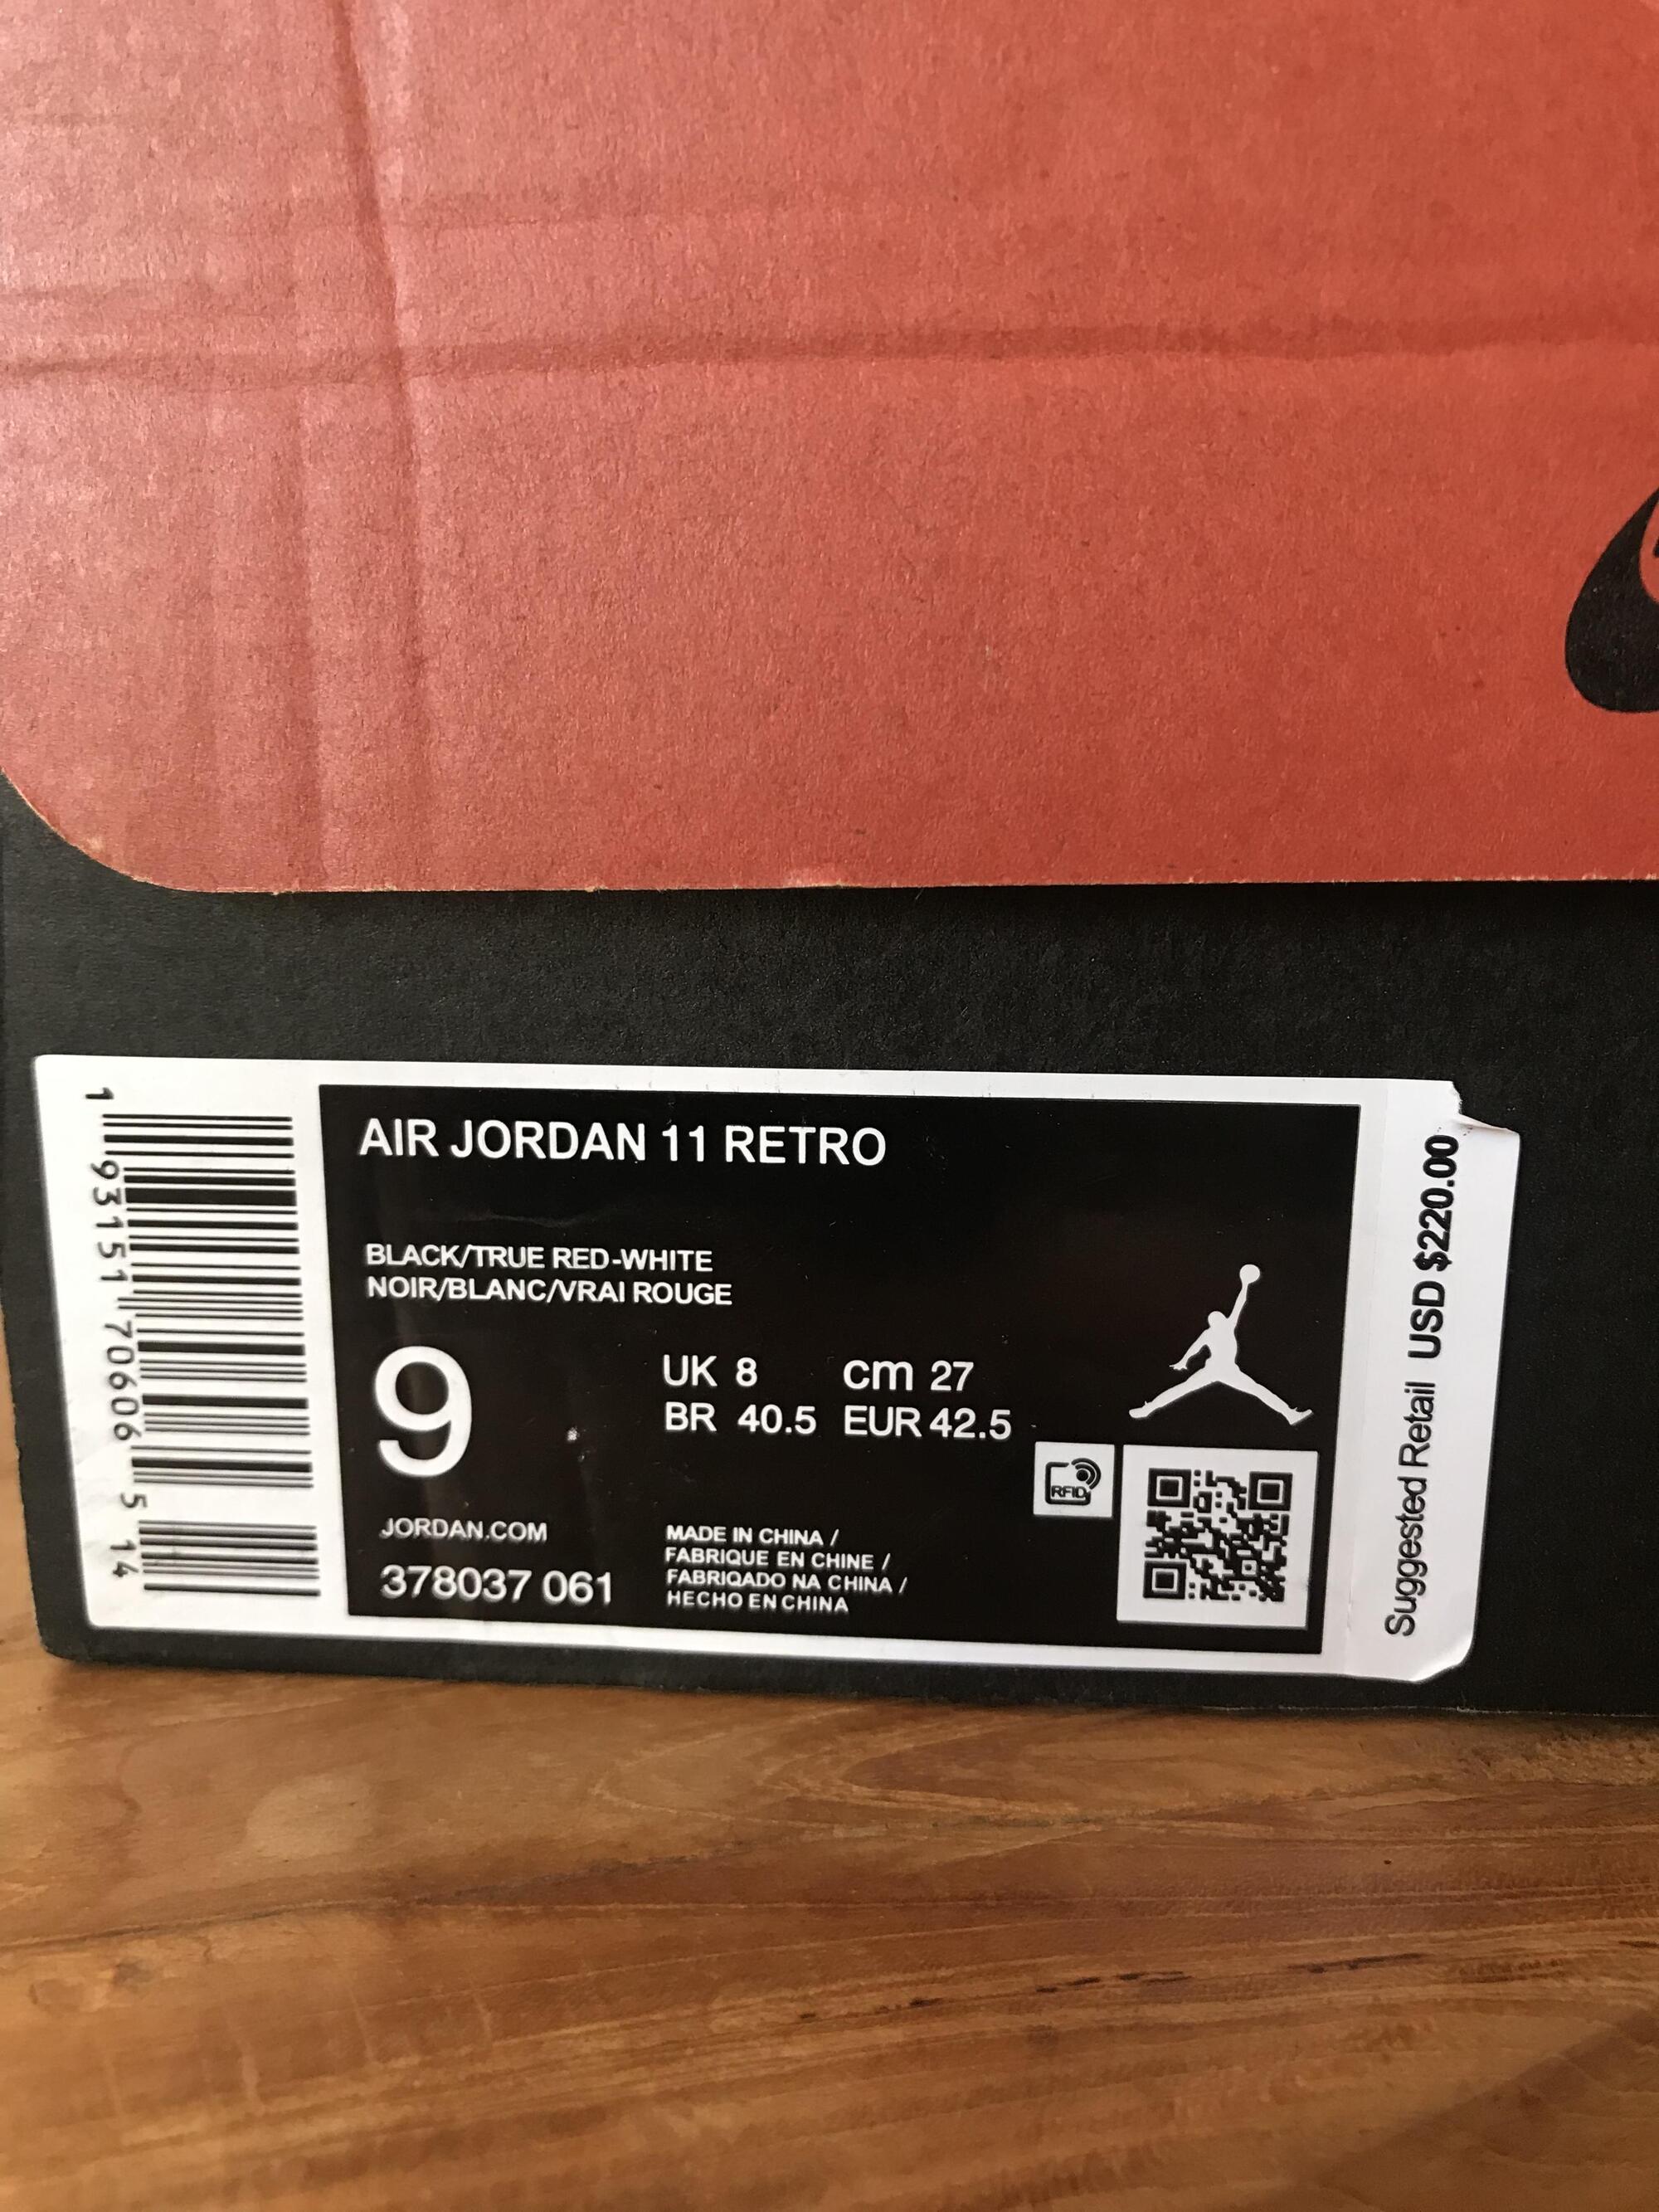 AIR JORDAN 11 RETRO
BLACK/TRUE RED-WHITE
NOIR/BLANC/VRAI ROUGE
9
UK 8 cm 27
BR 40.5 EUR 42.5
RFID
JORDAN.COM
378037 061
MADE IN CHINA /
FABRIQUE EN CHINE /
FABRIQADO NA CHINA /
HECHO EN CHINA
1 93151 70606 5 14
Suggested Retail USD $220.00